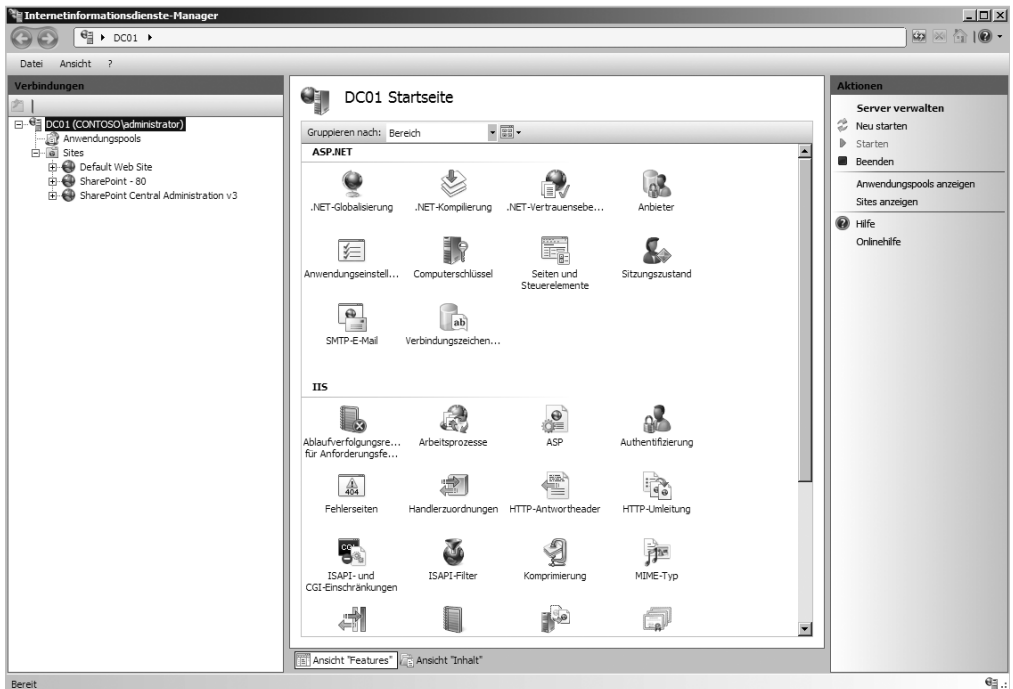 Internetinformationsdienste-Manager
DC01
Datei Ansicht ?
Verbindungen
DC01 (CONTOSO\administrator)
Anwendungspools
Sites
Default Web Site
SharePoint - 80
SharePoint Central Administration v3
DC01 Startseite
Gruppieren nach: Bereich
ASP.NET
.NET-Globalisierung .NET-Kompilierung .NET-Vertrauensebe... Anbieter
Anwendungseinstell... Computerschlüssel Seiten und Sitzungszustand
Steuerelemente
SMTP-E-Mail Verbindungszeichen...
ab
IIS
Ablaufverfolgungsre... Arbeitsprozesse ASP Authentifizierung
für Anforderungsfe...
404
Fehlerseiten Handlerzuordnungen HTTP-Antwortheader HTTP-Umleitung
CGI
ISAPI- und ISAPI-Filter Komprimierung MIME-Typ
CGI-Einschränkungen
Ansicht "Features" Ansicht "Inhalt"
Aktionen
Server verwalten
Neu starten
Starten
Beenden
Anwendungspools anzeigen
Sites anzeigen
Hilfe
Onlinehilfe
Bereit